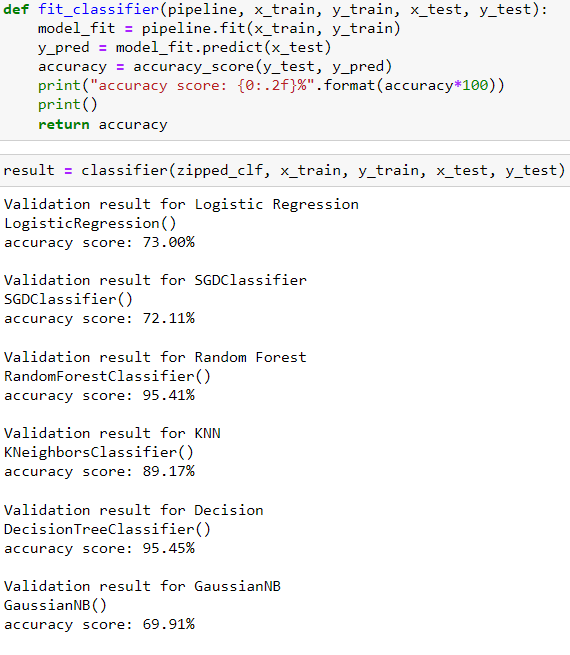 def fit_classifier(pipeline, x_train, y_train, x_test, y_test):
    model_fit = pipeline.fit(x_train, y_train)
    y_pred = model_fit.predict(x_test)
    accuracy = accuracy_score(y_test, y_pred)
    print("accuracy score: {0:.2f}%".format(accuracy*100))
    print()
    return accuracy
result = classifier(zipped_clf, x_train, y_train, x_test, y_test)
Validation result for Logistic Regression
LogisticRegression()
accuracy score: 73.00%
Validation result for SGDClassifier
SGDClassifier()
accuracy score: 72.11%
Validation result for Random Forest
RandomForestClassifier()
accuracy score: 95.41%
Validation result for KNN
KNeighborsClassifier()
accuracy score: 89.17%
Validation result for Decision
DecisionTreeClassifier()
accuracy score: 95.45%
Validation result for GaussianNB
GaussianNB()
accuracy score: 69.91%